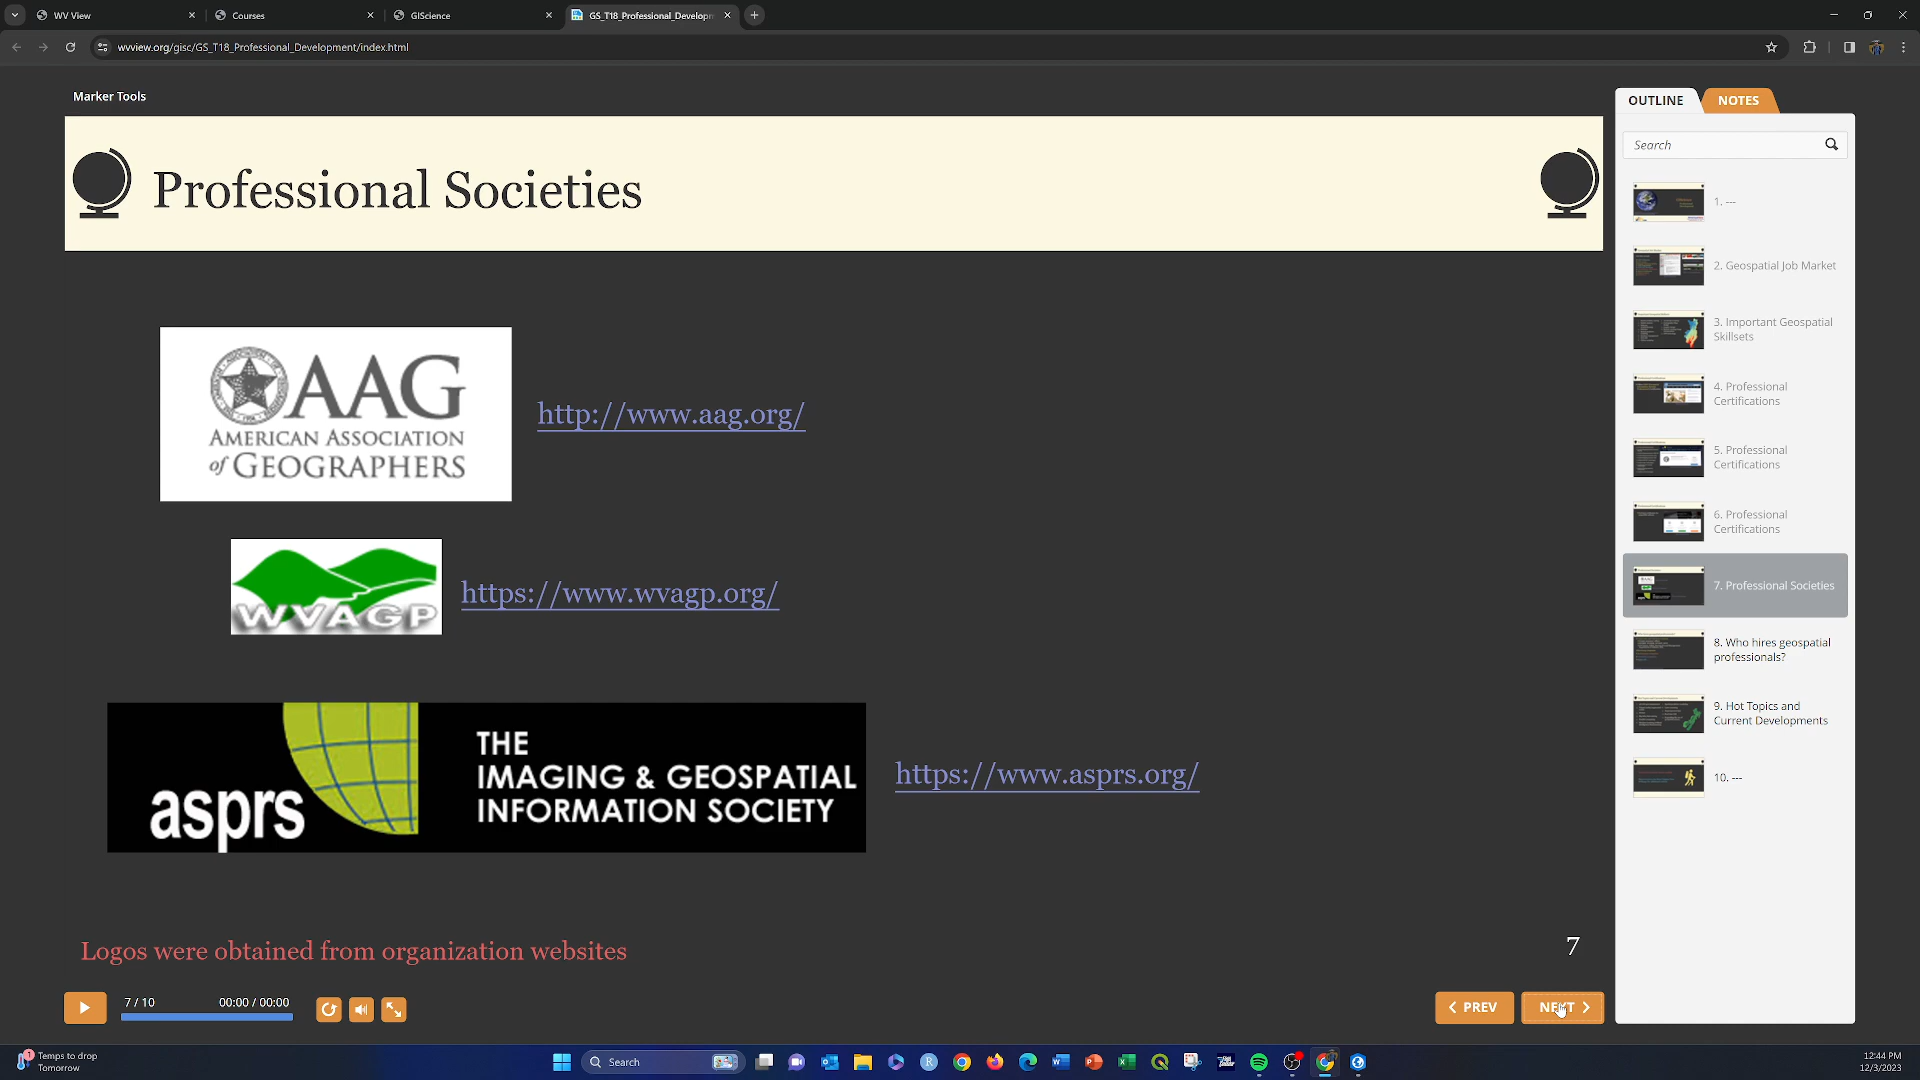 WV View
Courses
GIScience
GS_T18_Professional_Developm
wvview.org/gisc/GS_T18_Professional_Development/index.html
Marker Tools
OUTLINE
NOTES
Search
Professional Societies
AAG
AMERICAN ASSOCIATION
of GEOGRAPHERS
http://www.aag.org/
WVAGP
https://www.wvagp.org/
asprs
THE
IMAGING & GEOSPATIAL
INFORMATION SOCIETY
https://www.asprs.org/
Logos were obtained from organization websites
7
1. ---
2. Geospatial Job Market
3. Important Geospatial
Skillsets
4. Professional
Certifications
5. Professional
Certifications
6. Professional
Certifications
7. Professional Societies
8. Who hires geospatial
professionals?
9. Hot Topics and
Current Developments
10. ---
7 / 10
00:00 / 00:00
PREV
NEXT
1
Temps to drop
Tomorrow
Search
12:44 PM
12/3/2023